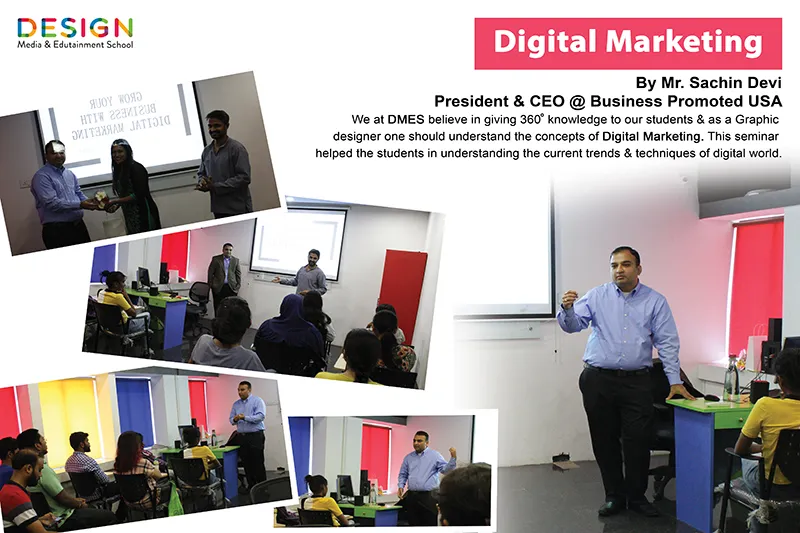 DESIGN
Media & Edutainment School
Digital Marketing
By Mr. Sachin Devi
President & CEO @ Business Promoted USA
We at DMES believe in giving 360° knowledge to our students & as a Graphic
designer one should understand the concepts of Digital Marketing. This seminar
helped the students in understanding the current trends & techniques of digital world.
GROW YOUR
BUSINESS WITH
DIGITAL MARKETING